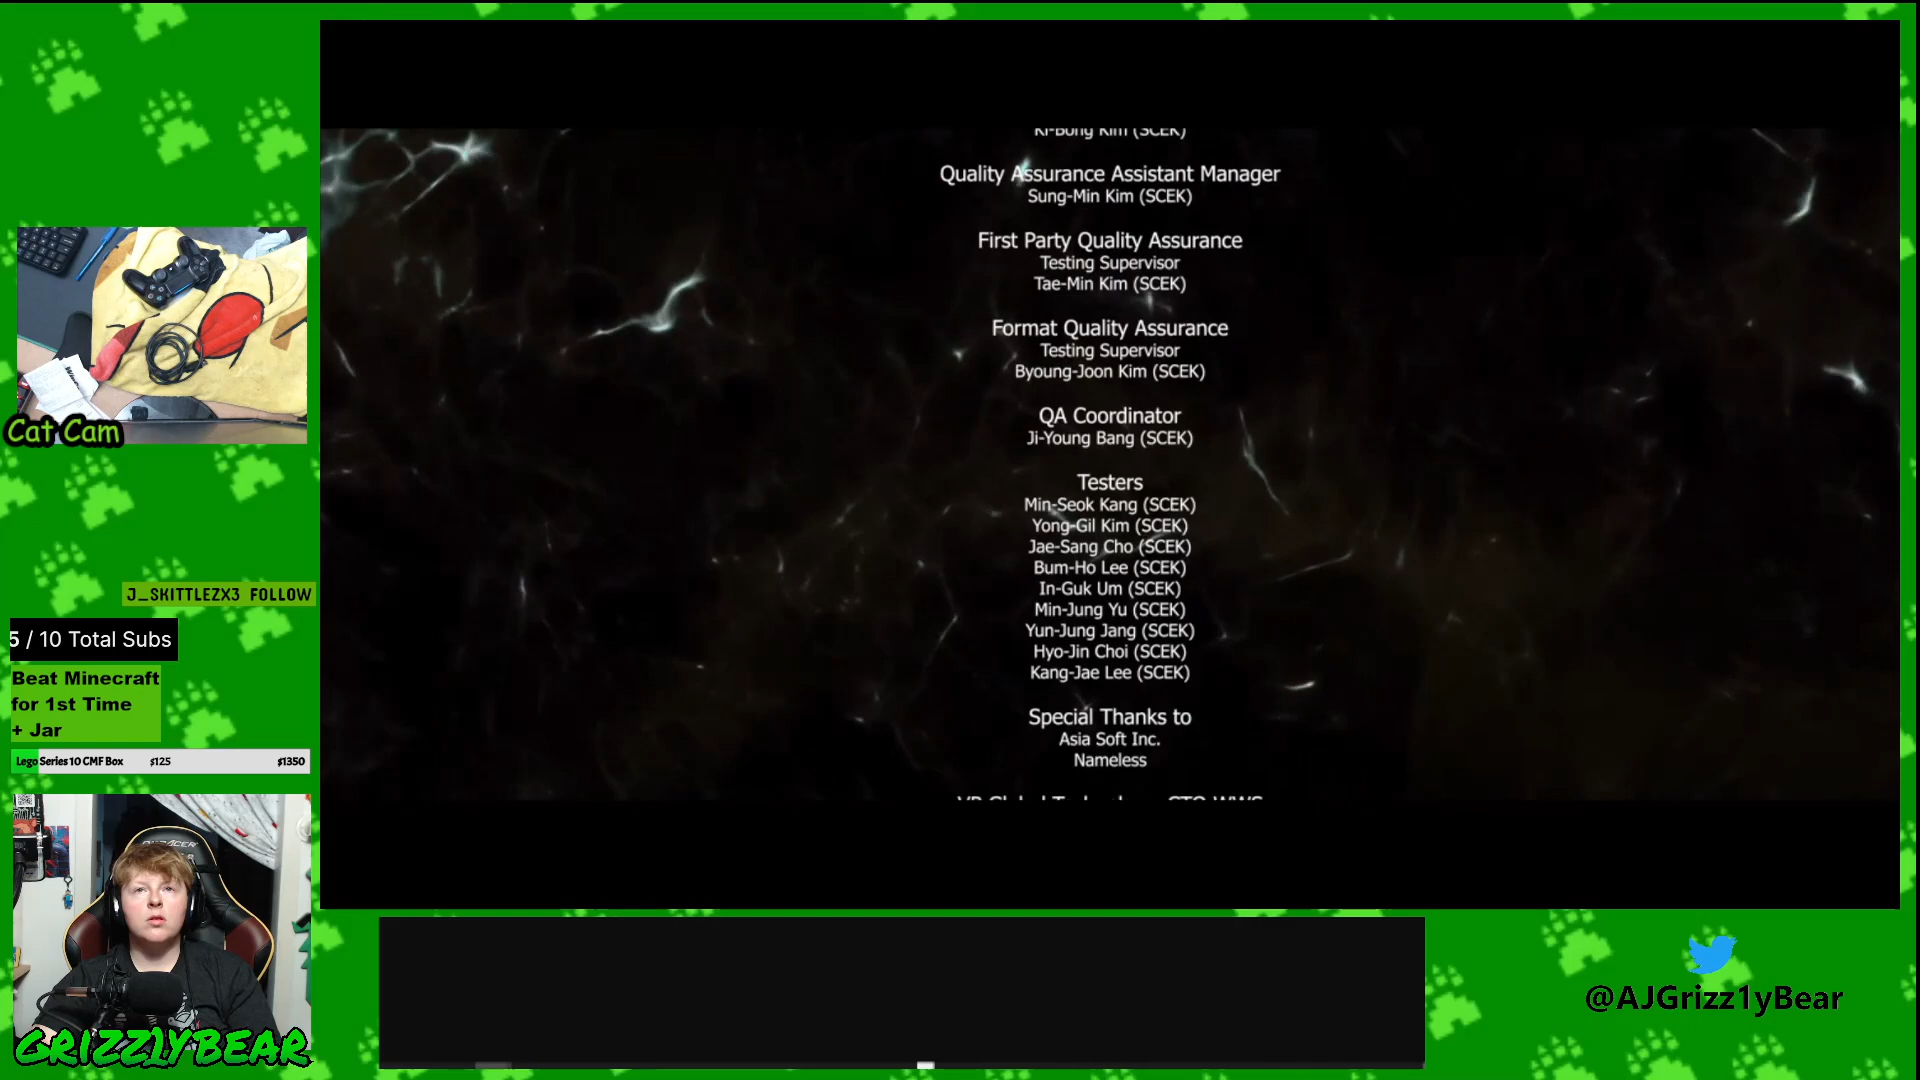 Ki-Bong Kim (SCEK)
Quality Assurance Assistant Manager
Sung-Min Kim (SCEK)
First Party Quality Assurance
Testing Supervisor
Tae-Min Kim (SCEK)
Format Quality Assurance
Testing Supervisor
Byoung-Joon Kim (SCEK)
QA Coordinator
Ji-Young Bang (SCEK)
Testers
Min-Seok Kang (SCEK)
Yong-Gil Kim (SCEK)
Jae-Sang Cho (SCEK)
Bum-Ho Lee (SCEK)
In-Guk Um (SCEK)
Min-Jung Yu (SCEK)
Yun-Jung Jang (SCEK)
Hyo-Jin Choi (SCEK)
Kang-Jae Lee (SCEK)
Special Thanks to
Asia Soft Inc.
Nameless
Cat Cam
J_SKITTLEZX3 FOLLOW
5 / 10 Total Subs
Beat Minecraft
for 1st Time
+ Jar
Lego Series 10 CMF Box $125 $1350
GRIZZ1YBEAR
@AJGrizz1yBear